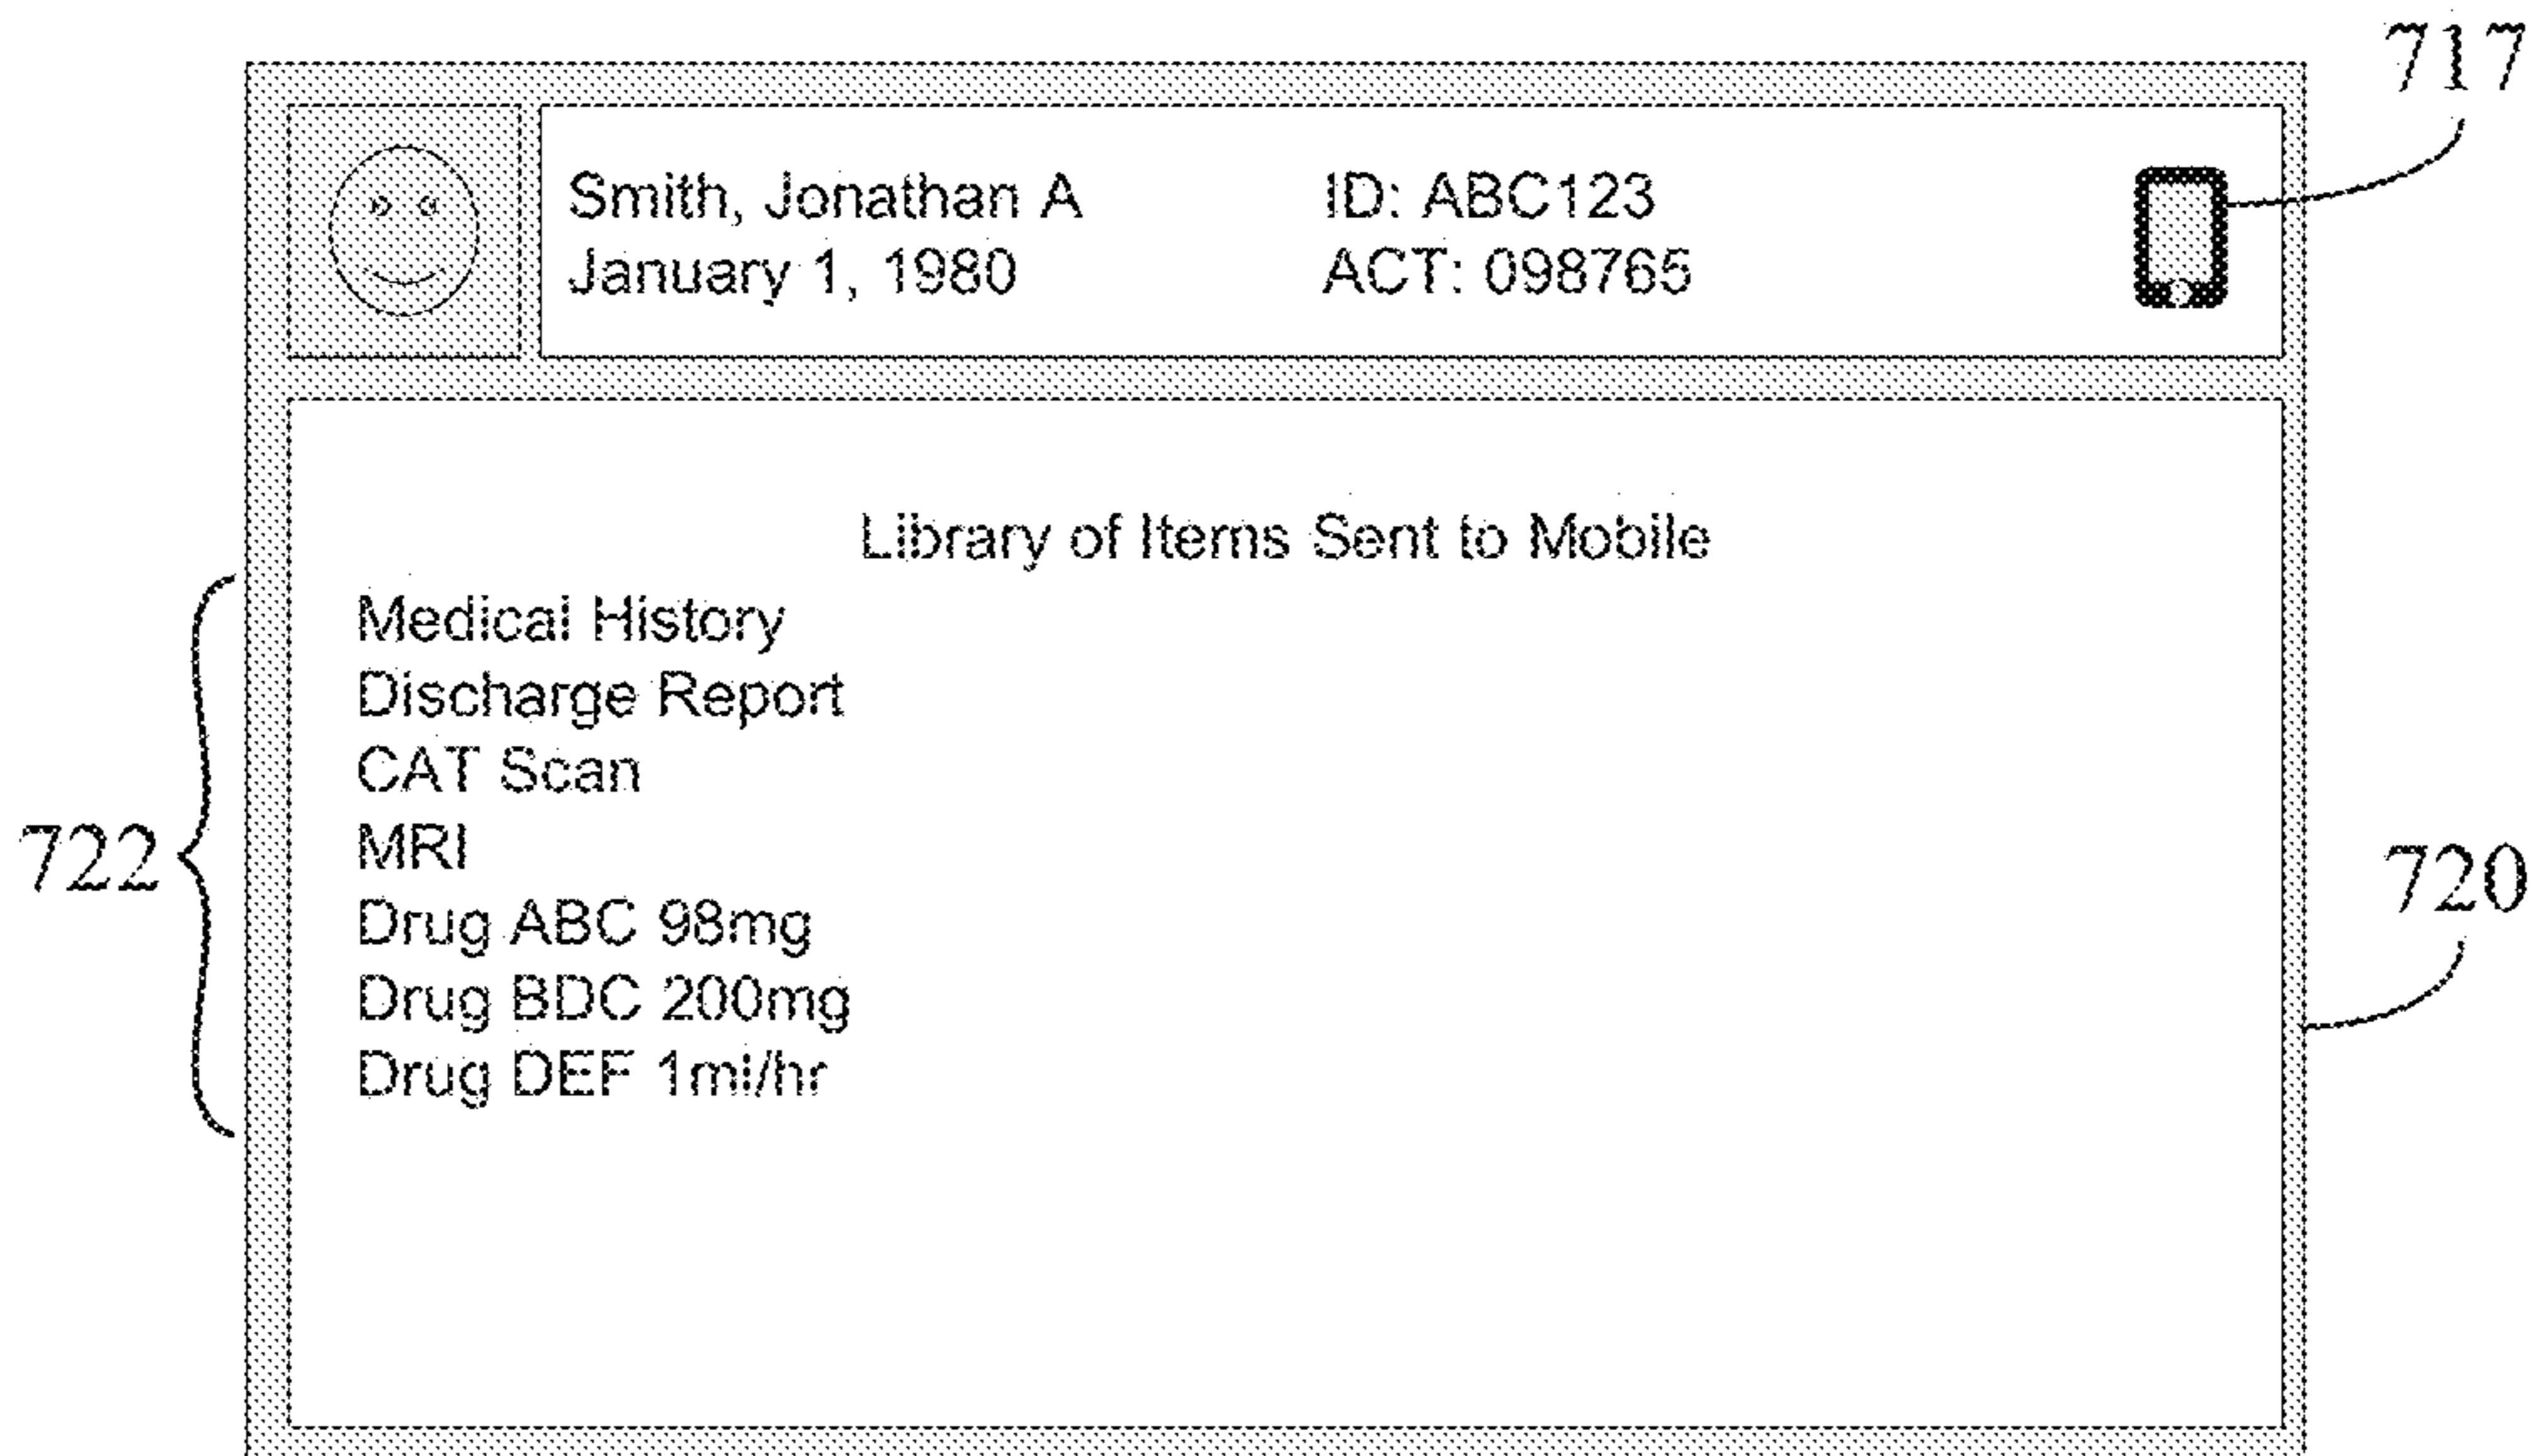 717
Smith, Jonathan A ID: ABC123
January 1, 1980 ACT: 098765
Library of Items Sent to Mobile
Medical History
Discharge Report
CAT Scan
MRI
722
720
Drug ABC 98mg
Drug BDC 200mg
Drug DEF 1ml/hr